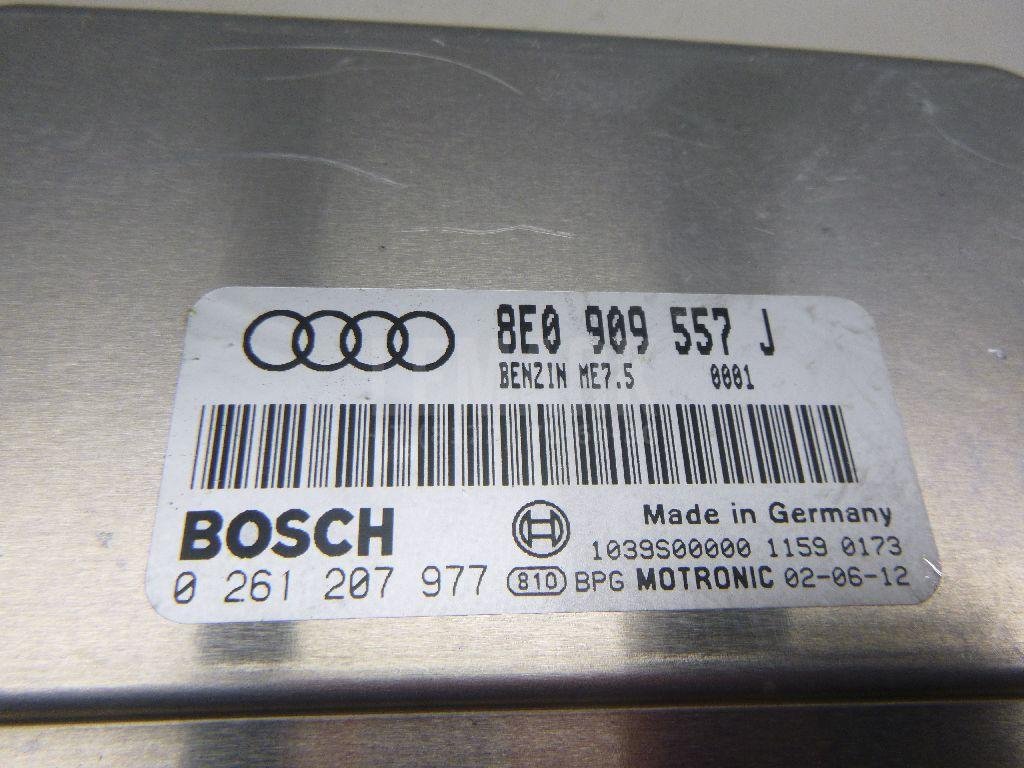 8E0 909 557 J
BENZIN ME7.5 0001
BOSCH
Made in Germany
1039S00000 1159 0173
0 261 207 977
810 BPG MOTRONIC 02-06-12